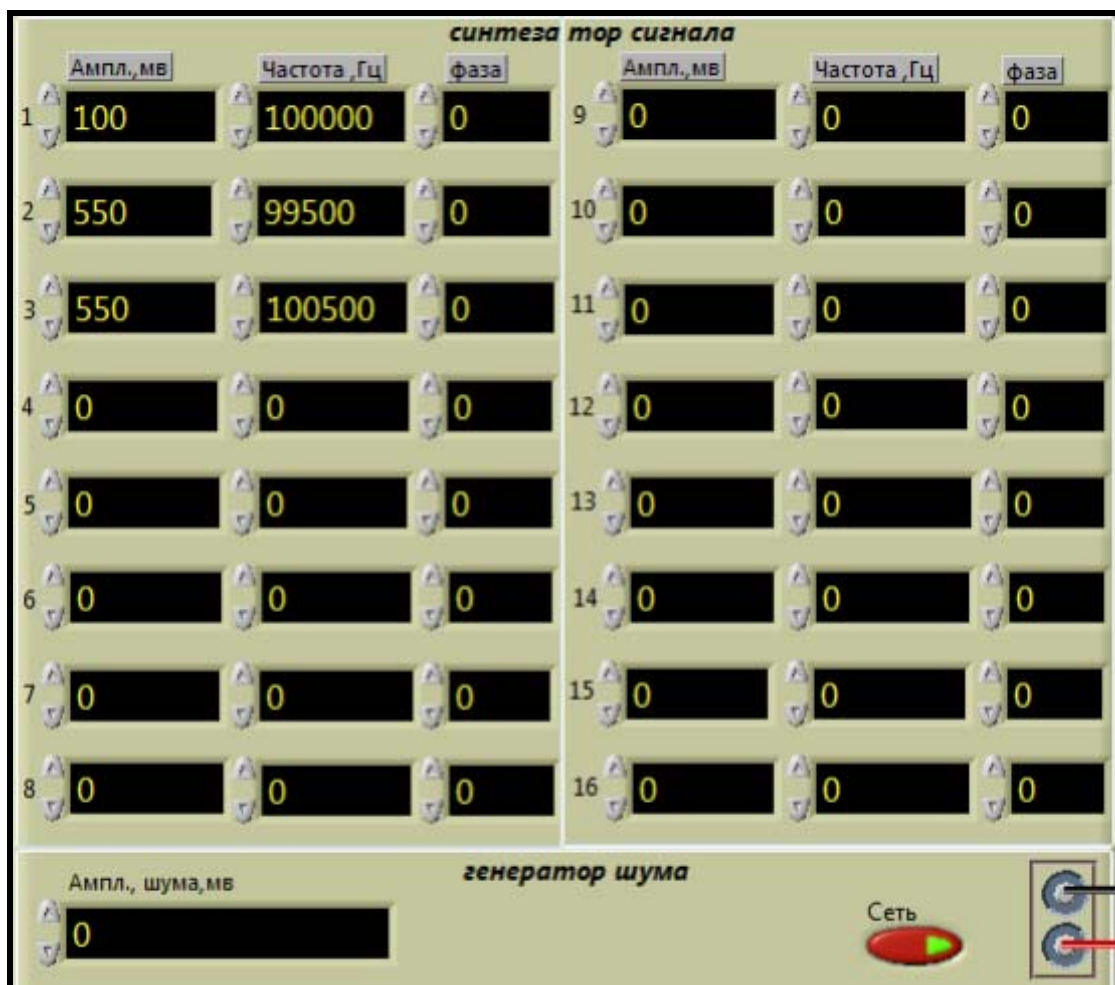 синтеза тор сигнала
Ампл.,мв Частота ,Гц фаза Ампл.,мв Частота ,Гц фаза
1 100 100000 0 9 0 0 0
2 550 99500 0 10 0 0 0
3 550 100500 0 11 0 0 0
4 0 0 0 12 0 0 0
5 0 0 0 13 0 0 0
6 0 0 0 14 0 0 0
7 0 0 0 15 0 0 0
8 0 0 0 16 0 0 0
генератор шума
Ампл., шума,мв
Сеть
0